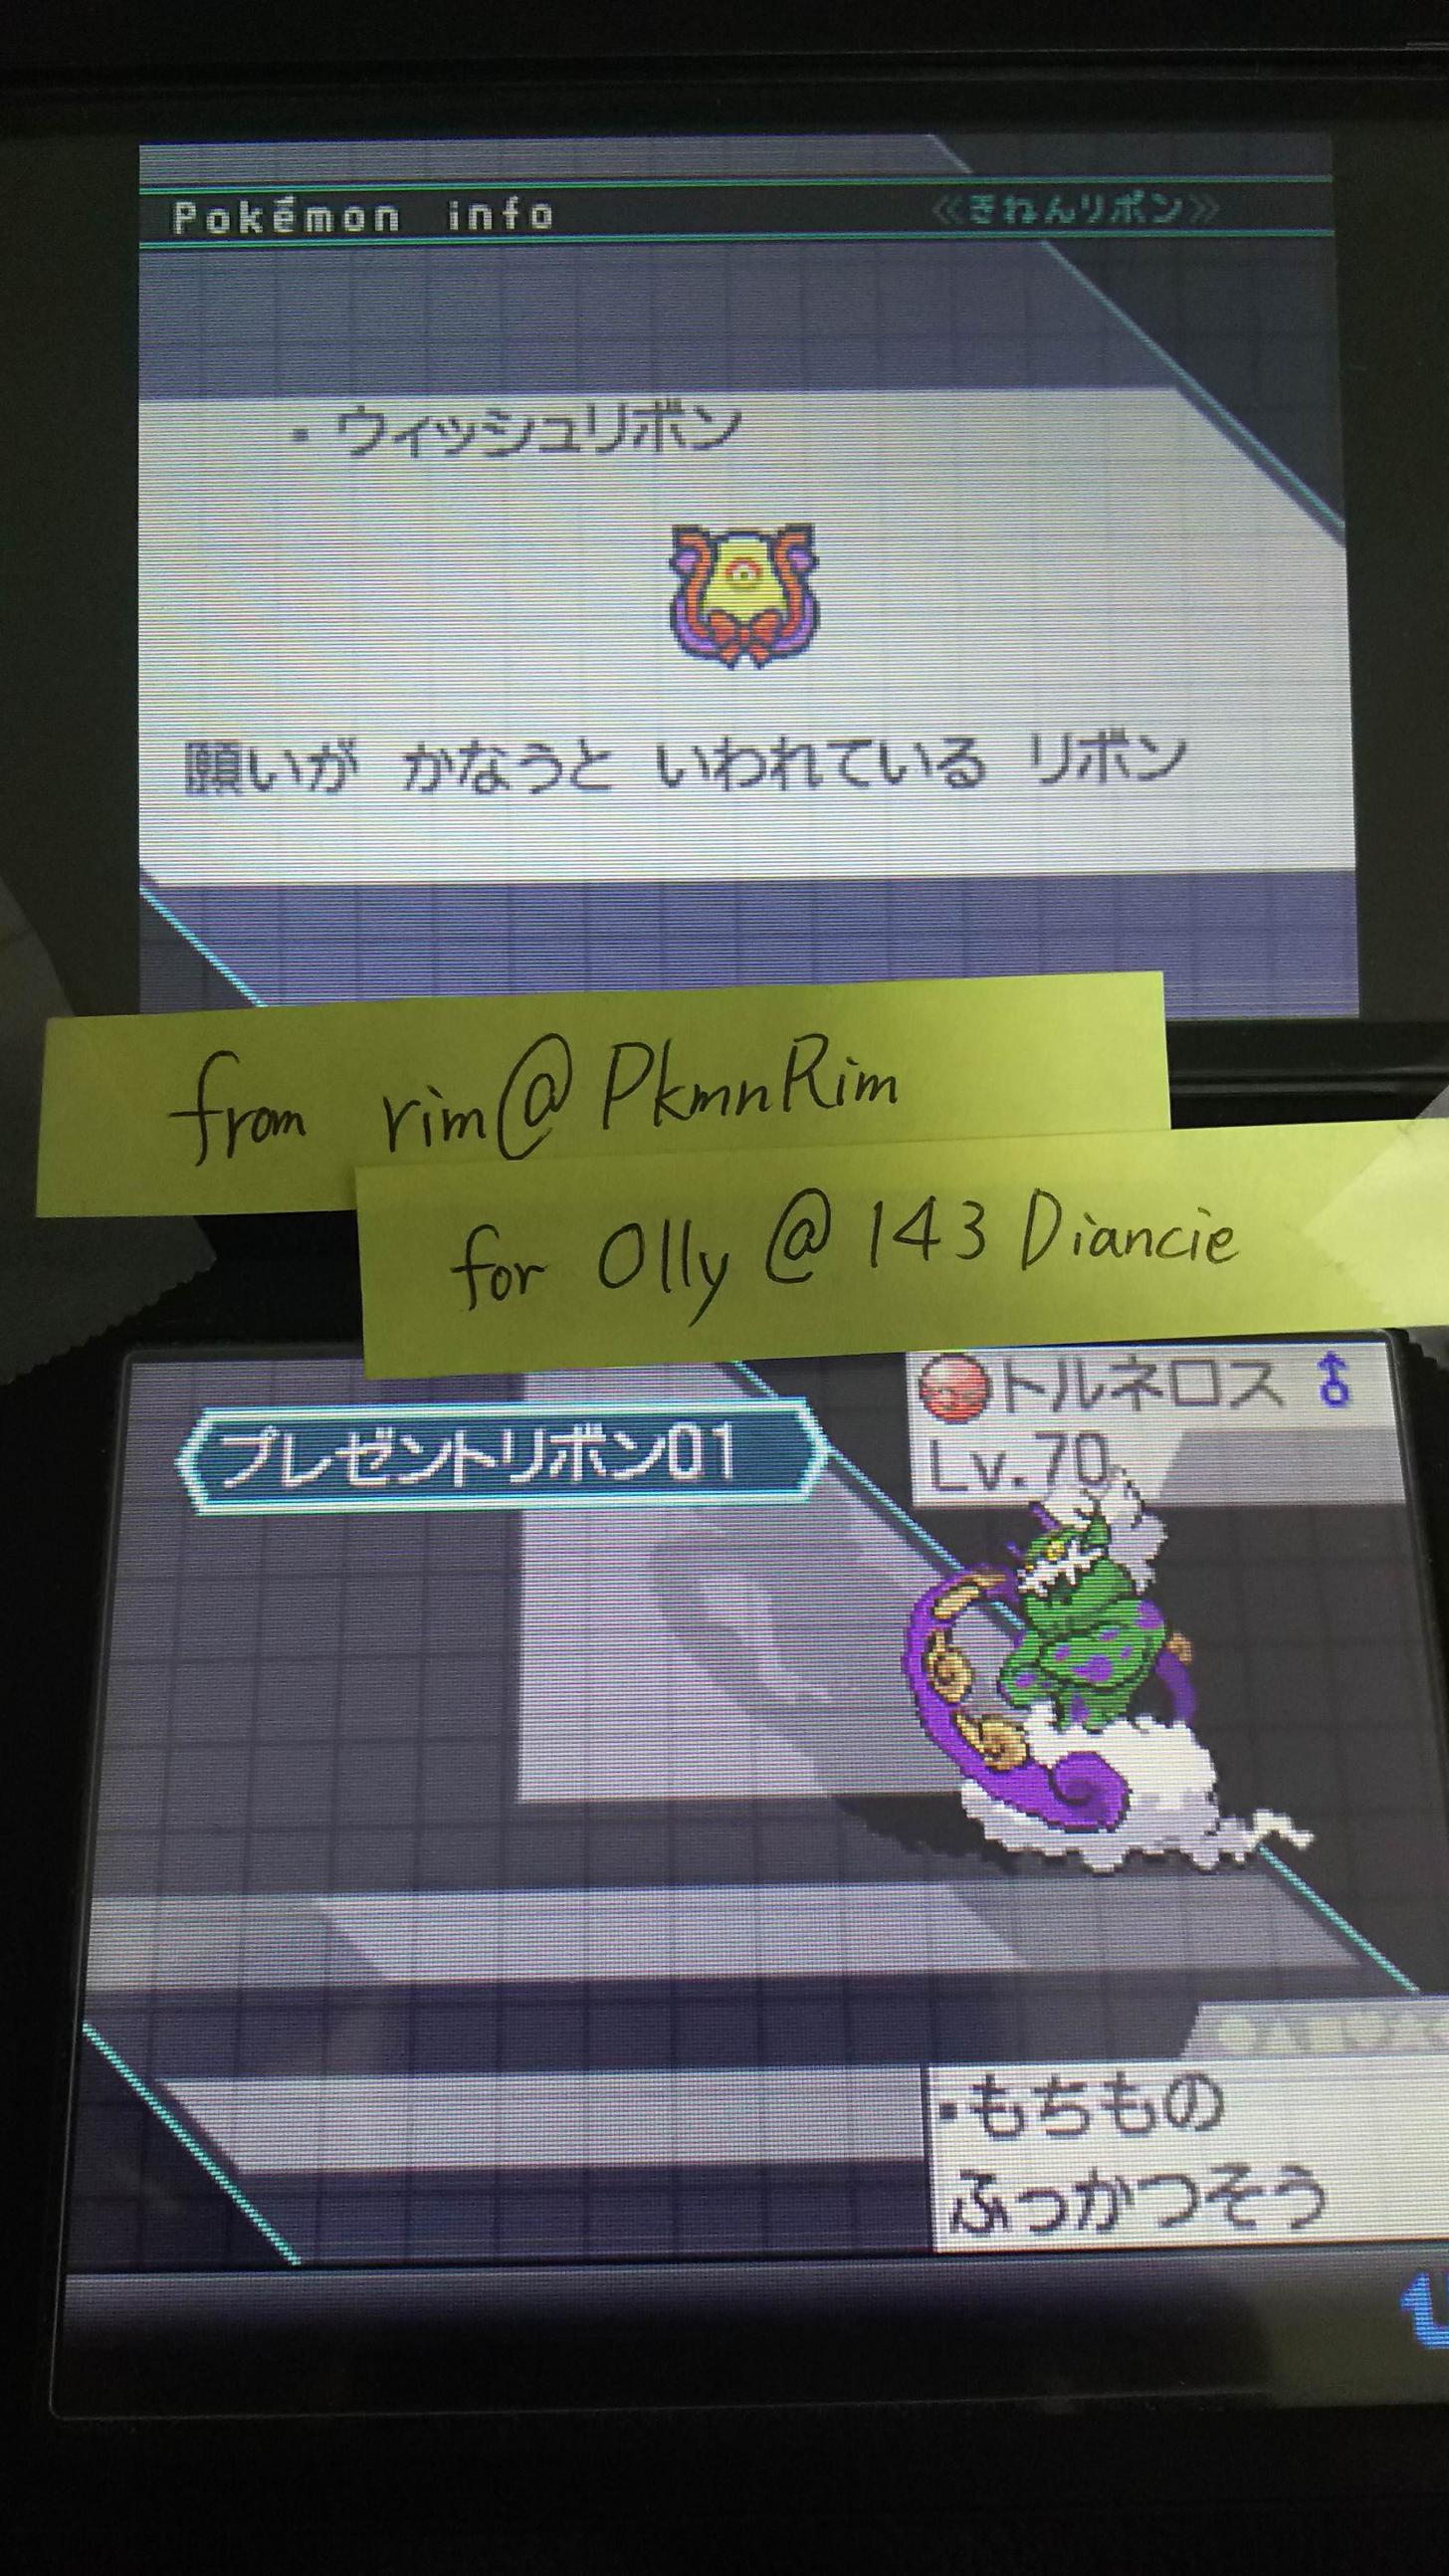 Pokémon info
《きねんリボン》
・ウィッシュリボン
願いが かなうと いわれている リボン
from rim@PkmnRim
for Olly@143Diancie
トルネロス ♂
Lv.70
プレゼントリボン01
・もちもの
ふっかつそう